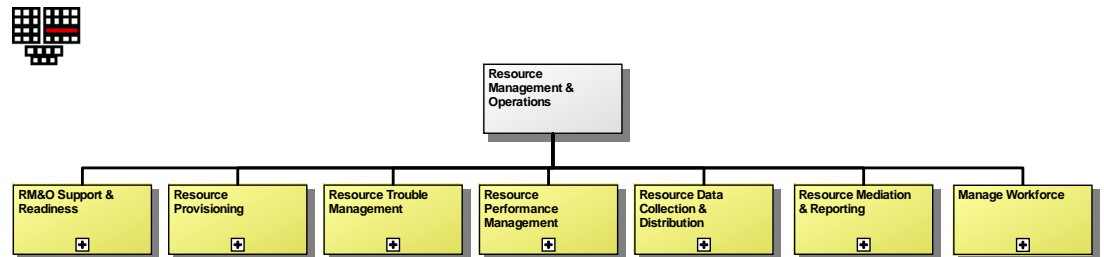 Resource
Management &
Operations
RM&O Support &
Readiness
Resource
Provisioning
Resource Trouble
Management
Resource
Performance
Management
Resource Data
Collection &
Distribution
Resource Mediation
& Reporting
Manage Workforce